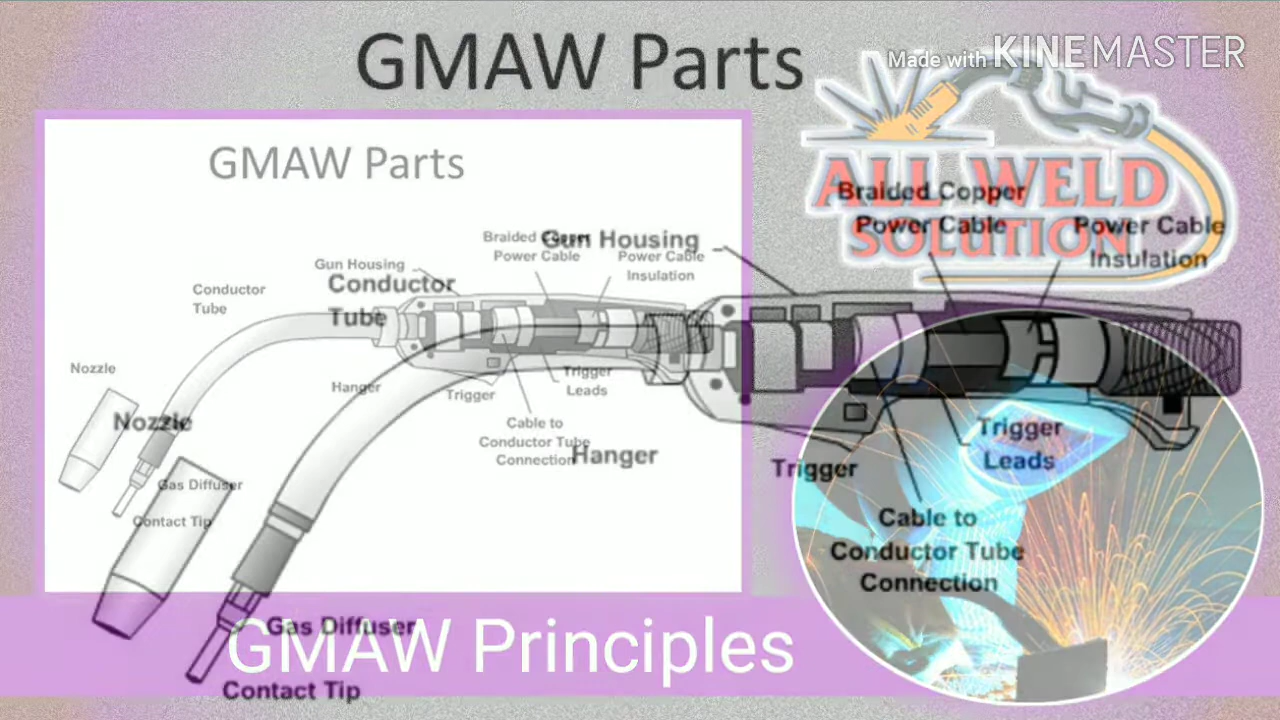 GMAW Parts
Made with KINEMASTER
GMAW Parts
ALL WELD
SOLUTION
Braided Copper
Power Cable
Power Cable
Insulation
Gun Housing
Conductor
Tube
Braided Copper
Power Cable
Power Cable
Insulation
Gun Housing
Conductor
Tube
Nozzle
Hanger
Trigger
Trigger
Leads
Cable to
Conductor Tube
Connection
Gas Diffuser
Contact Tip
Nozzle
Hanger
Trigger
Trigger
Leads
Cable to
Conductor Tube
Connection
Gas Diffuser
Contact Tip
GMAW Principles